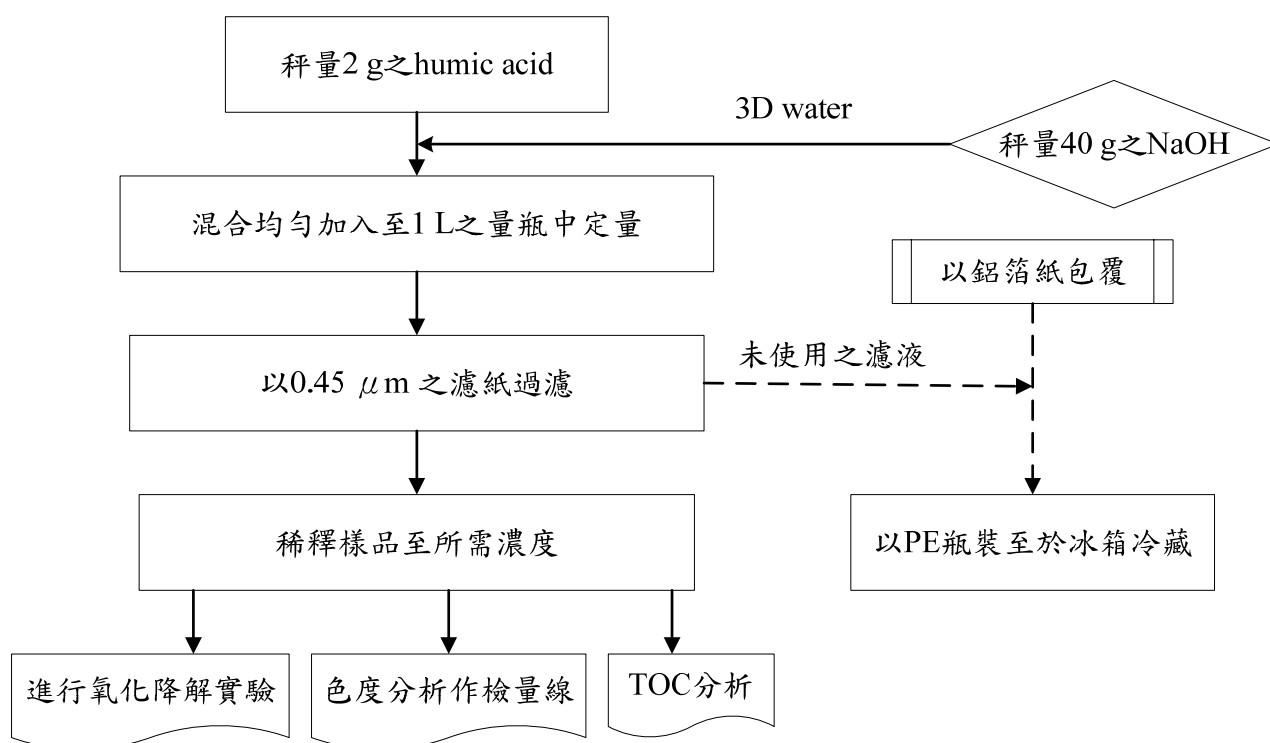 秤量2 g之humic acid
3D water
秤量40 g之NaOH
混合均勻加入至1 L之量瓶中定量
以鋁箔紙包覆
以0.45 μm 之濾紙過濾
未使用之濾液
稀釋樣品至所需濃度
以PE瓶裝至於冰箱冷藏
進行氧化降解實驗
色度分析作檢量線
TOC分析